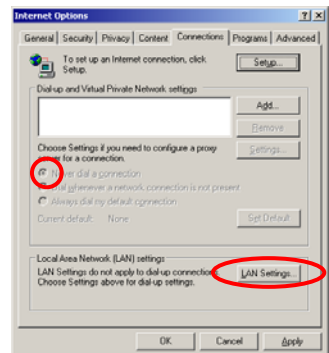 Internet Options
General Security Privacy Content Connections Programs Advanced
To set up an Internet connection, click
Setup.
Setup...
Dial-up and Virtual Private Network settings
Add...
Remove
Choose Settings if you need to configure a proxy
server for a connection.
Settings...
Never dial a connection
Dial whenever a network connection is not present
Always dial my default connection
Current default: None
Set Default
Local Area Network (LAN) settings
LAN Settings do not apply to dial-up connections.
Choose Settings above for dial-up settings.
LAN Settings...
OK Cancel Apply